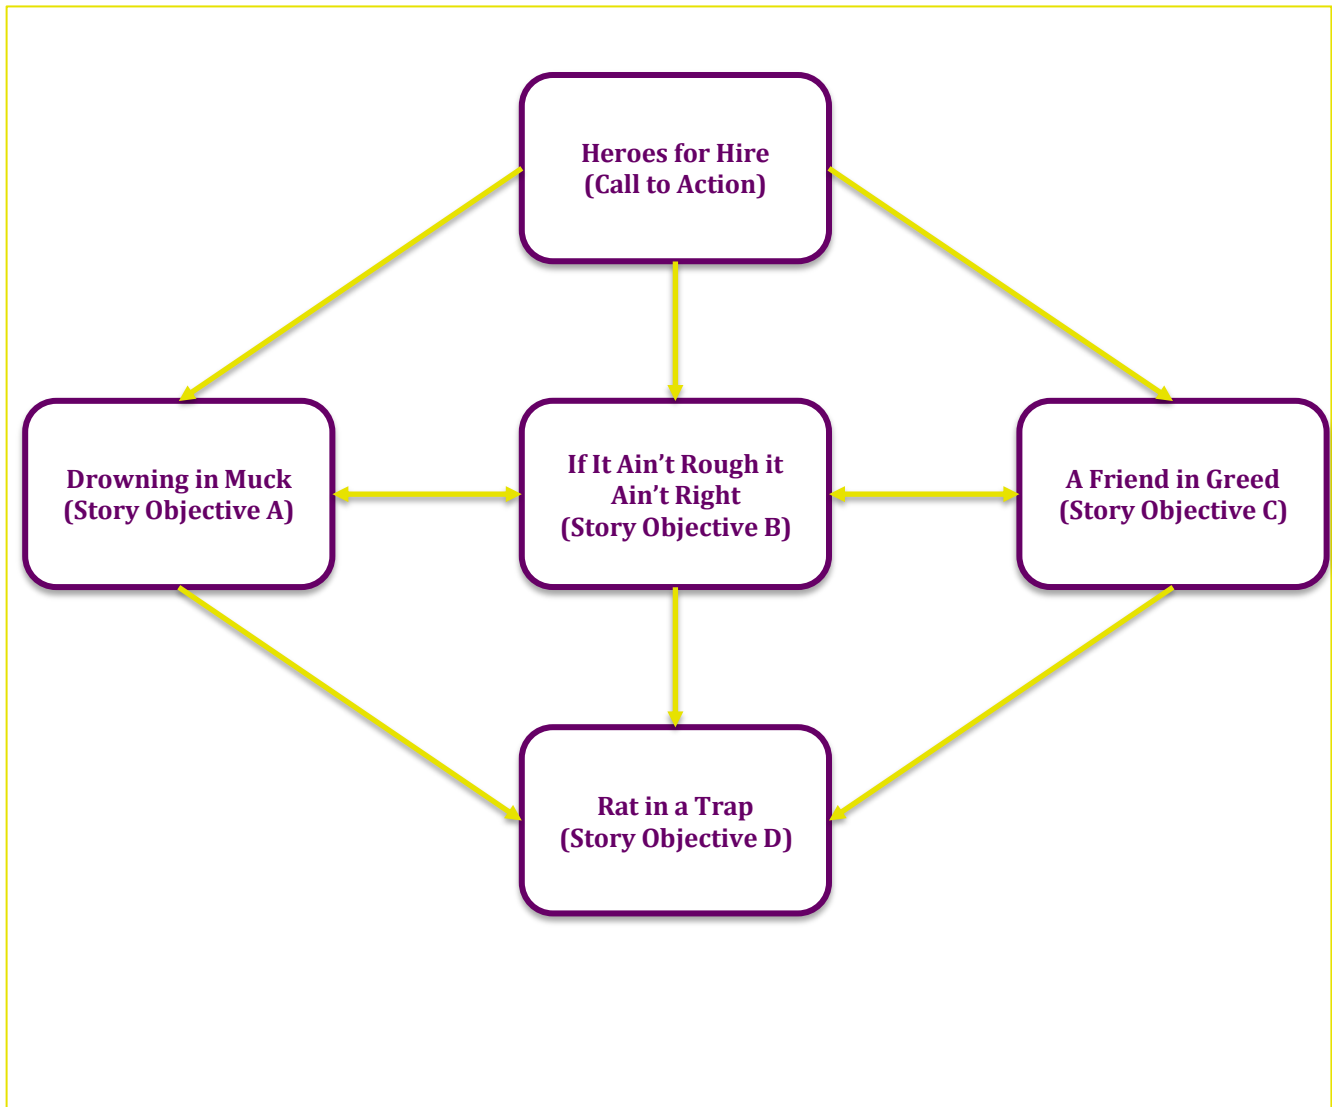 Heroes for Hire
(Call to Action)
Drowning in Muck
(Story Objective A)
If It Ain’t Rough it
Ain’t Right
(Story Objective B)
A Friend in Greed
(Story Objective C)
Rat in a Trap
(Story Objective D)